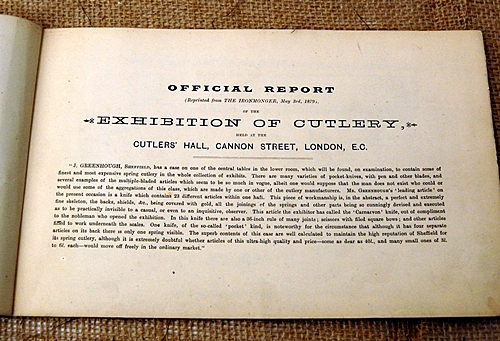 OFFICIAL REPORT
(Reprinted from THE IRONMONGER, May 3rd, 1879).
OF THE
EXHIBITION OF CUTLERY,
HELD AT THE
CUTLERS' HALL, CANNON STREET, LONDON, E.C.
"J. GREENHOUGH, SHEFFIELD, has a case on one of the central tables in the lower room, which will be found, on examination, to contain some of
finest and most expensive spring cutlery in the whole collection of exhibits. There are many varieties of pocket-knives, with pen and other blades, and
several examples of the multiple-bladed articles which seem to be so much in vogue, albeit one would suppose that the man does not exist who could or
would use some of the aggregations of this class, which are made by one or other of the cutlery manufacturers. Mr. GREENHOUGH'S 'leading article' on
the present occasion is a knife which contains 23 different articles within one haft. This piece of workmanship is, in the abstract, a perfect and extremely
fine skeleton, the backs, shields, &c., being covered with gold, all the joinings of the springs and other parts being so cunningly devised and executed
as to be practically invisible to a casual, or even to an inquisitive, observer. This article the exhibitor has called the 'Carnarvon' knife, out of compliment
to the nobleman who opened the exhibition. In this knife there are also a 36-inch rule of many joints; scissors with filed square bows; and other articles
fitted to work underneath the scales. One knife, of the so-called 'pocket' kind, is noteworthy for the circumstance that although it has four separate
articles on its back there is only one spring visible. The superb contents of this case are well calculated to maintain the high reputation of Sheffield for
its spring cutlery, although it is extremely doubtful whether articles of this ultra-high quality and price—some as dear as 40l., and many small ones of 3l.
to 6l. each—would move off freely in the ordinary market."